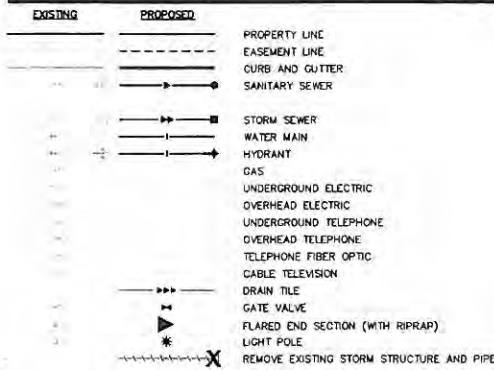 EXISTING PROPOSED
PROPERTY LINE
EASEMENT LINE
CURB AND GUTTER
SANITARY SEWER
STORM SEWER
WATER MAIN
HYDRANT
GAS
UNDERGROUND ELECTRIC
OVERHEAD ELECTRIC
UNDERGROUND TELEPHONE
OVERHEAD TELEPHONE
TELEPHONE FIBER OPTIC
CABLE TELEVISION
DRAIN TILE
GATE VALVE
FLARED END SECTION (WITH RIPRAP)
LIGHT POLE
REMOVE EXISTING STORM STRUCTURE AND PIPE